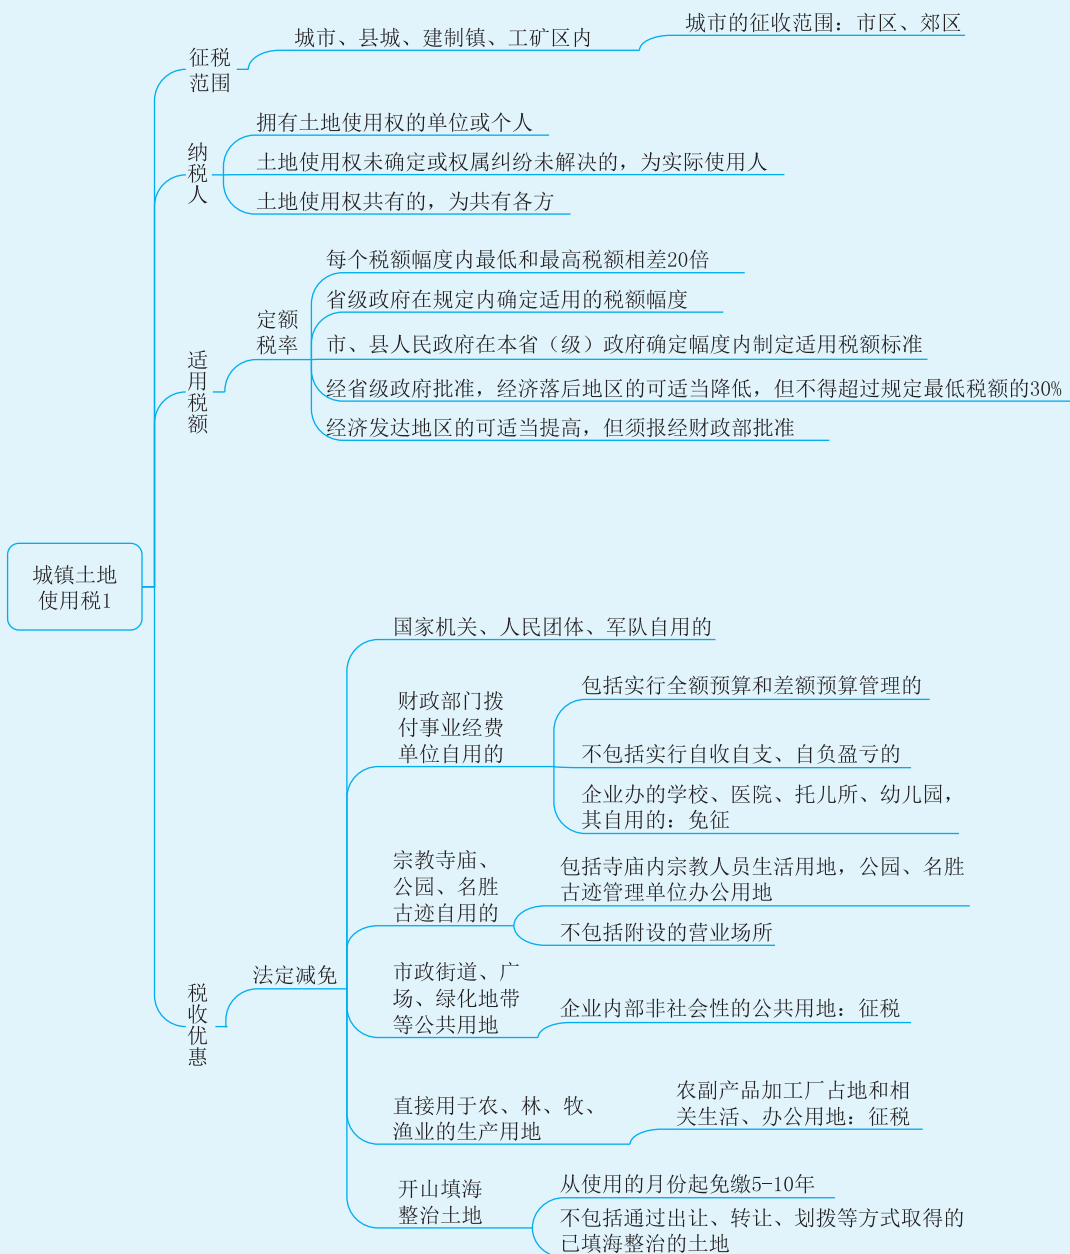 城镇土地
使用税1
征税
范围
城市、县城、建制镇、工矿区内
城市的征收范围：市区、郊区
纳税人
拥有土地使用权的单位或个人
土地使用权未确定或权属纠纷未解决的，为实际使用人
土地使用权共有的，为共有各方
适用税额
定额
税率
每个税额幅度内最低和最高税额相差20倍
省级政府在规定内确定适用的税额幅度
市、县人民政府在本省（级）政府确定幅度内制定适用税额标准
经省级政府批准，经济落后地区的可适当降低，但不得超过规定最低税额的30%
经济发达地区的可适当提高，但须报经财政部批准
税收优惠
法定减免
国家机关、人民团体、军队自用的
财政部门拨
付事业经费
单位自用的
包括实行全额预算和差额预算管理的
不包括实行自收自支、自负盈亏的
企业办的学校、医院、托儿所、幼儿园，
其自用的：免征
宗教寺庙、
公园、名胜
古迹自用的
包括寺庙内宗教人员生活用地，公园、名胜
古迹管理单位办公用地
不包括附设的营业场所
市政街道、广
场、绿化地带
等公共用地
企业内部非社会性的公共用地：征税
直接用于农、林、牧、
渔业的生产用地
农副产品加工厂占地和相
关生活、办公用地：征税
开山填海
整治土地
从使用的月份起免缴5-10年
不包括通过出让、转让、划拨等方式取得的
已填海整治的土地